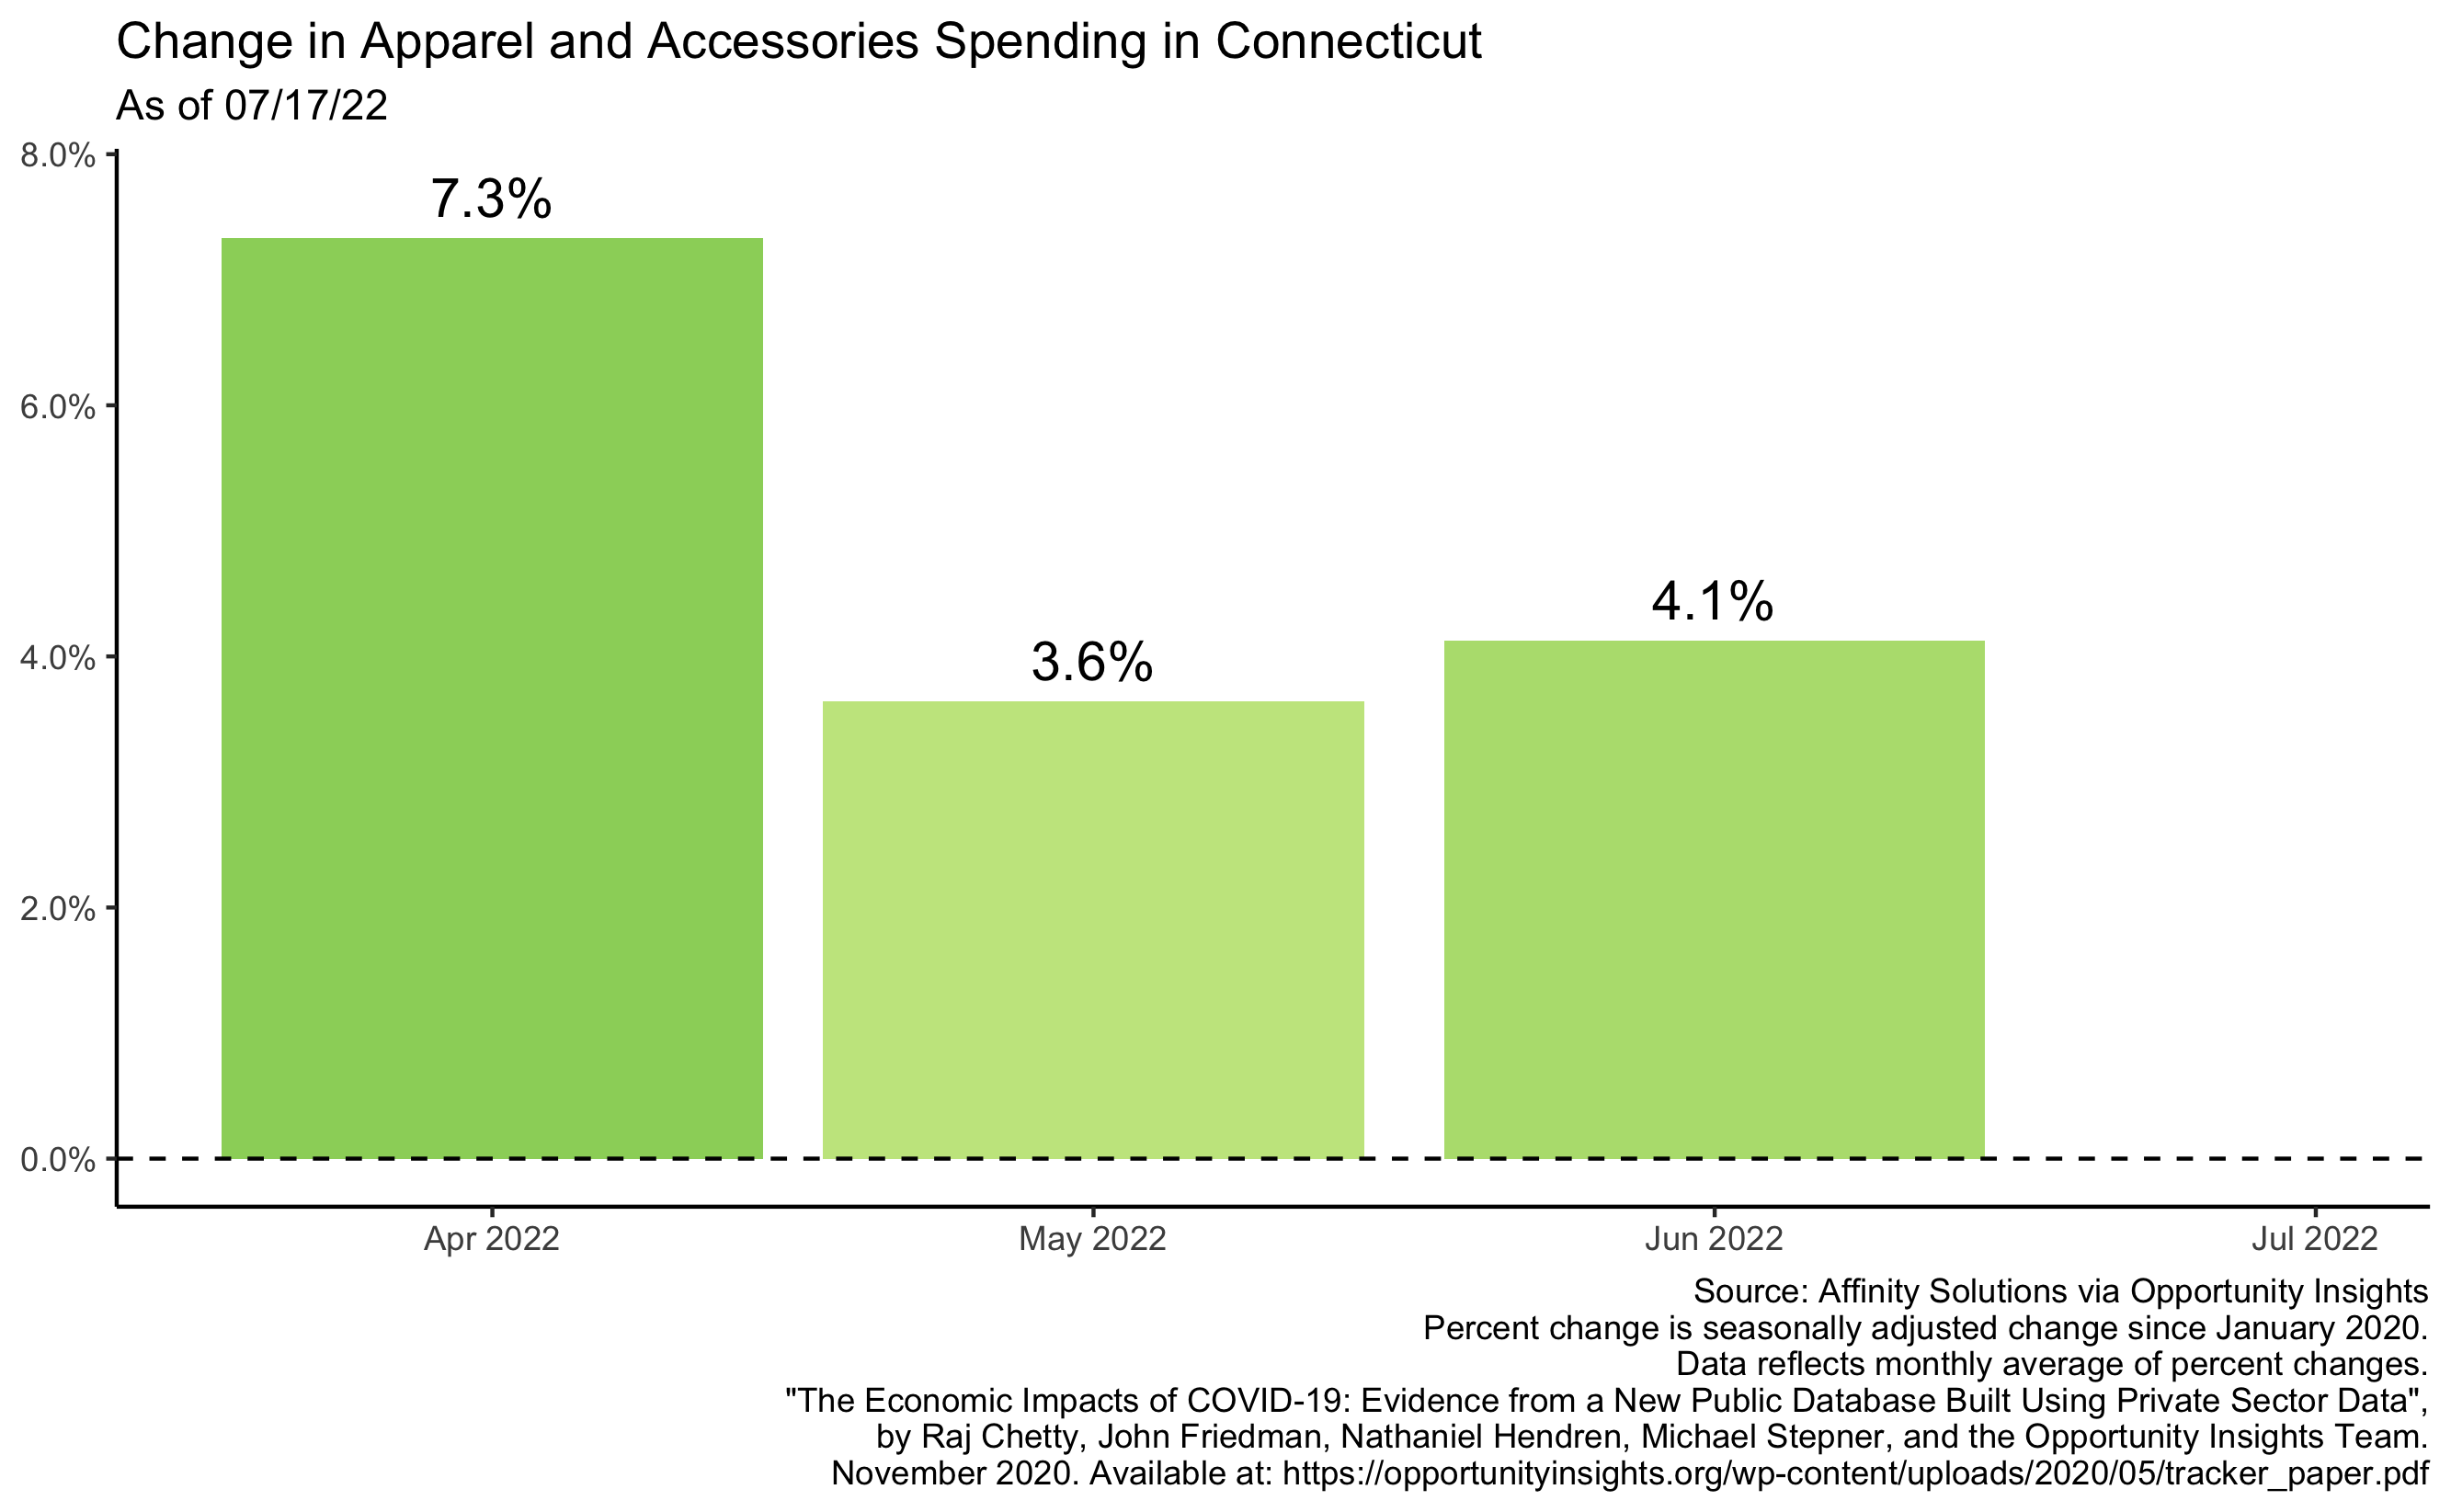 Change in Apparel and Accessories Spending in Connecticut
As of 07/17/22
8.0%
6.0%
4.0%
2.0%
0.0%
7.3%
3.6%
4.1%
Apr 2022
May 2022
Jun 2022
Jul 2022
Source: Affinity Solutions via Opportunity Insights
Percent change is seasonally adjusted change since January 2020.
Data reflects monthly average of percent changes.
"The Economic Impacts of COVID-19: Evidence from a New Public Database Built Using Private Sector Data",
by Raj Chetty, John Friedman, Nathaniel Hendren, Michael Stepner, and the Opportunity Insights Team.
November 2020. Available at: https://opportunityinsights.org/wp-content/uploads/2020/05/tracker_paper.pdf